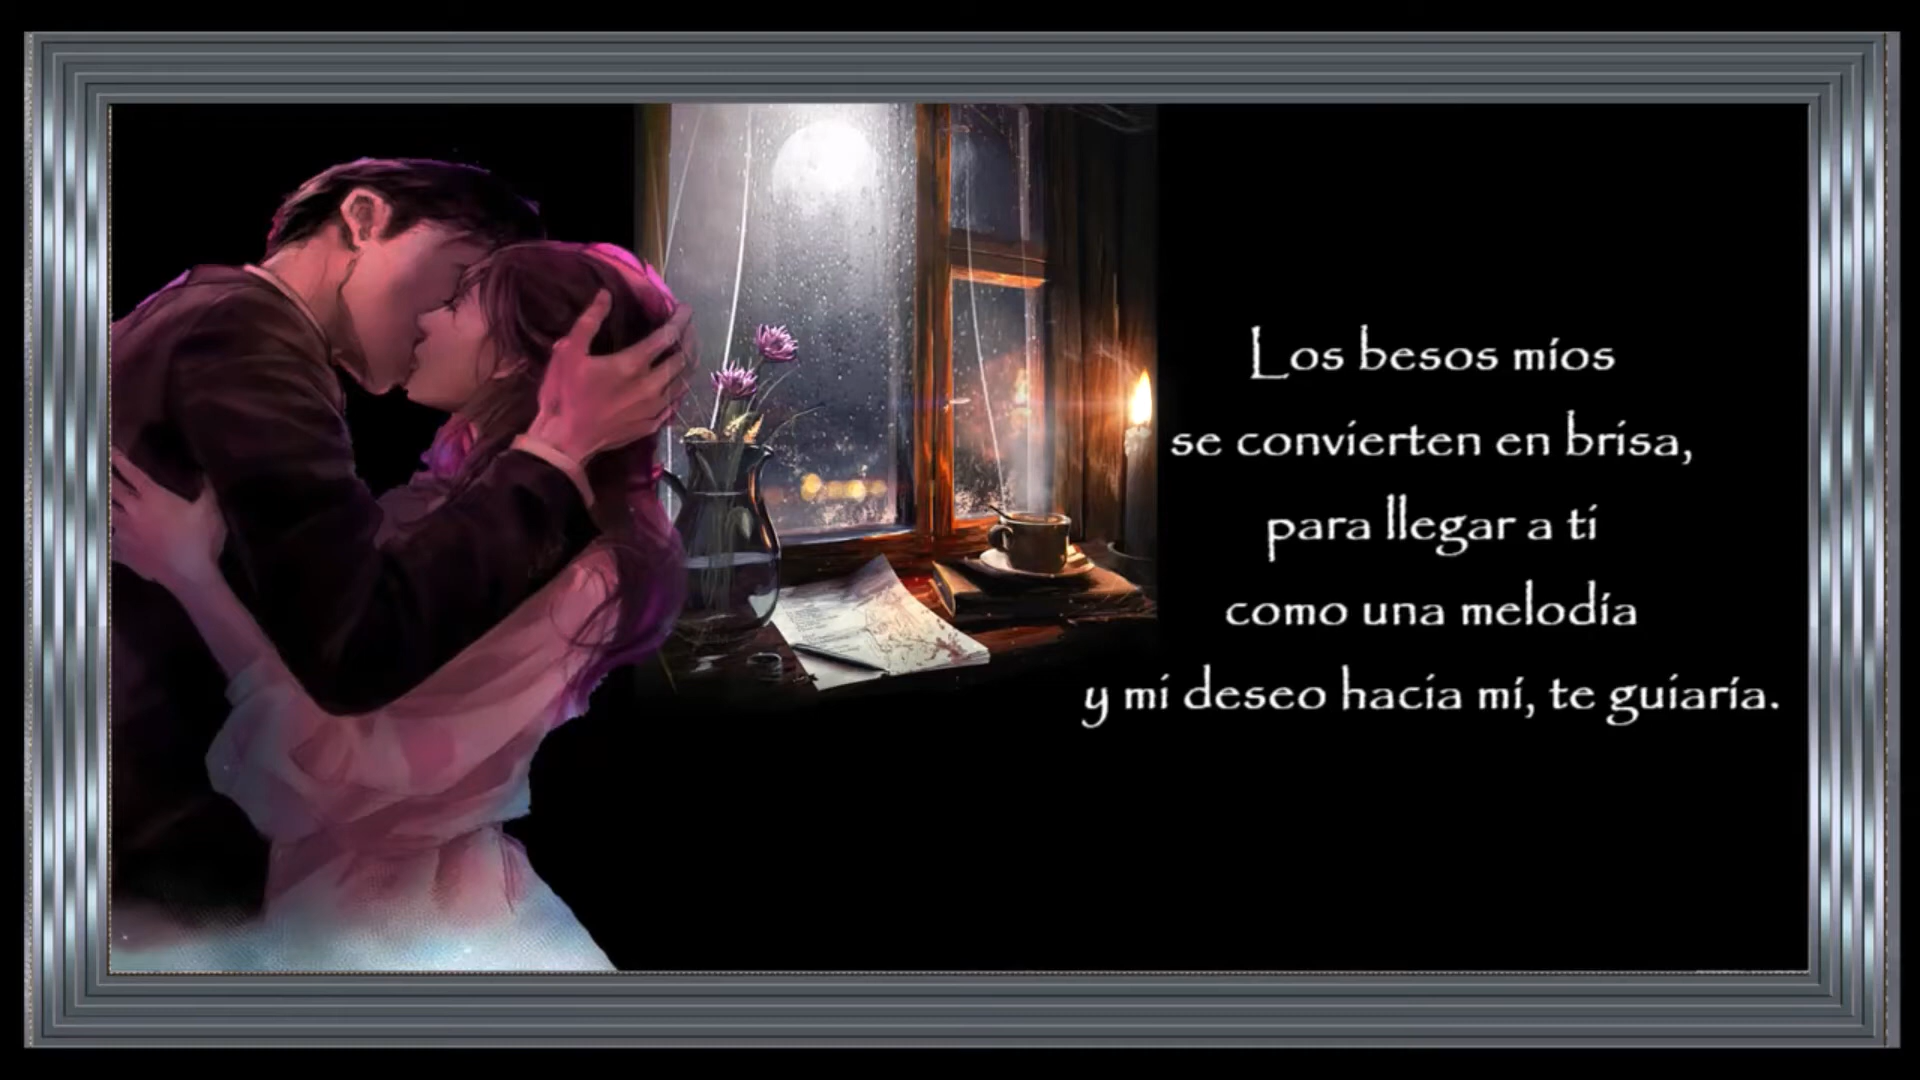 Los besos míos
se convierten en brisa,
para llegar a ti
como una melodía
y mi deseo hacia mí, te guiaría.